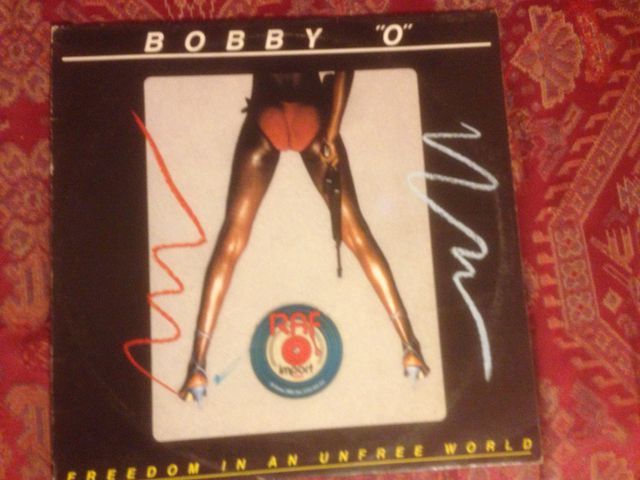 BOBBY "O"
RAF
import
FREEDOM IN AN UNFREE WORLD